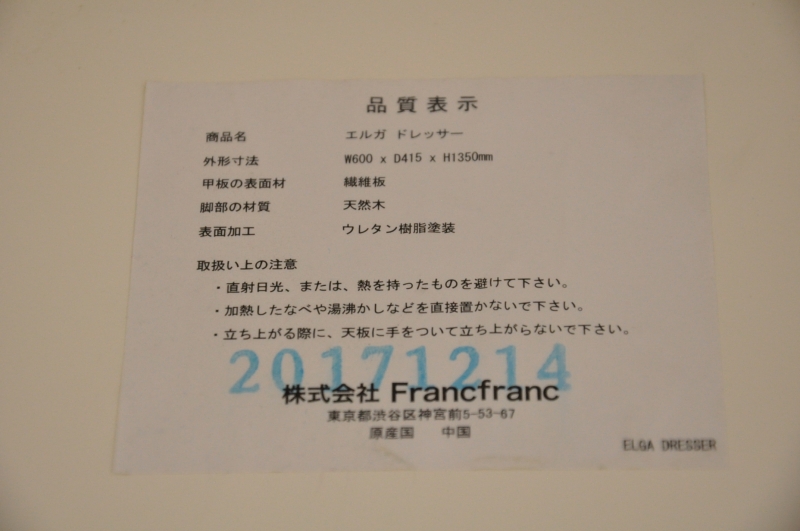 品質表示
商品名 エルガ ドレッサー
外形寸法 W600 x D415 x H1350mm
甲板の表面材 繊維板
脚部の材質 天然木
表面加工 ウレタン樹脂塗装
取扱い上の注意
・直射日光、または、熱を持ったものを避けて下さい。
・加熱したなべや湯沸かしなどを直接置かないで下さい。
・立ち上がる際に、天板に手をついて立ち上がらないで下さい。
20171214
株式会社 Francfranc
東京都渋谷区神宮前5-53-67
原産国 中国
ELGA DRESSER